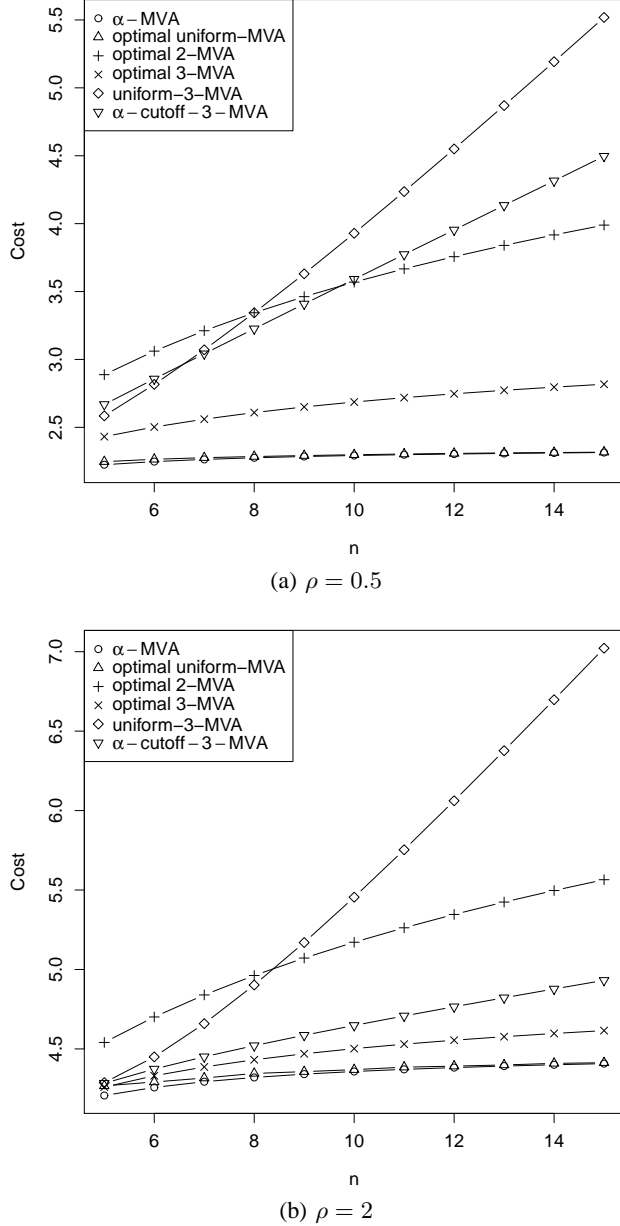 α−MVA
optimal uniform−MVA
optimal 2−MVA
optimal 3−MVA
uniform−3−MVA
α−cutoff−3−MVA
Cost
5.5
5.0
4.5
4.0
3.5
3.0
2.5
6 8 10 12 14
n
(a) ρ = 0.5
α−MVA
optimal uniform−MVA
optimal 2−MVA
optimal 3−MVA
uniform−3−MVA
α−cutoff−3−MVA
Cost
7.0
6.5
6.0
5.5
5.0
4.5
6 8 10 12 14
n
(b) ρ = 2